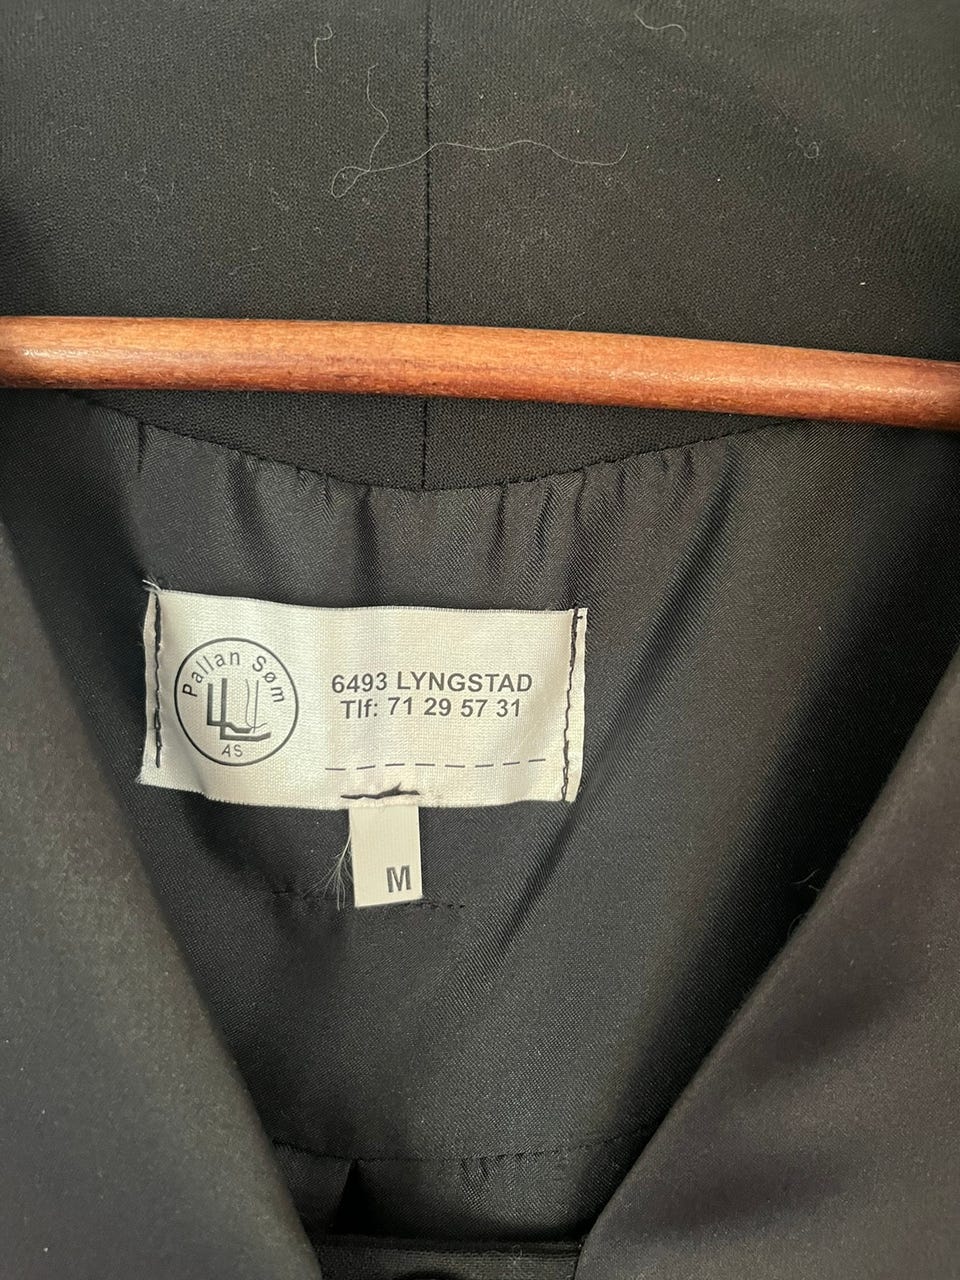 Pallan Søm
AS
6493 LYNGSTAD
Tlf: 71 29 57 31
M